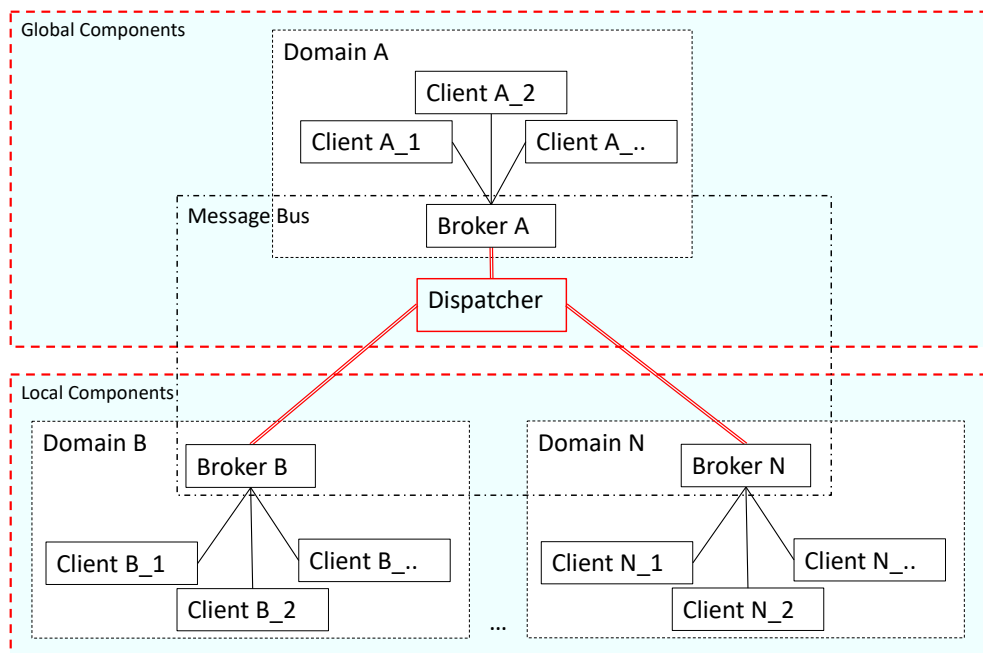 Global Components
Domain A
Client A_2
Client A_1
Client A_..
Message Bus
Broker A
Dispatcher
Local Components
Domain B
Domain N
Broker B
Broker N
Client B_1
Client B_..
Client B_2
Client N_1
Client N_..
Client N_2
...